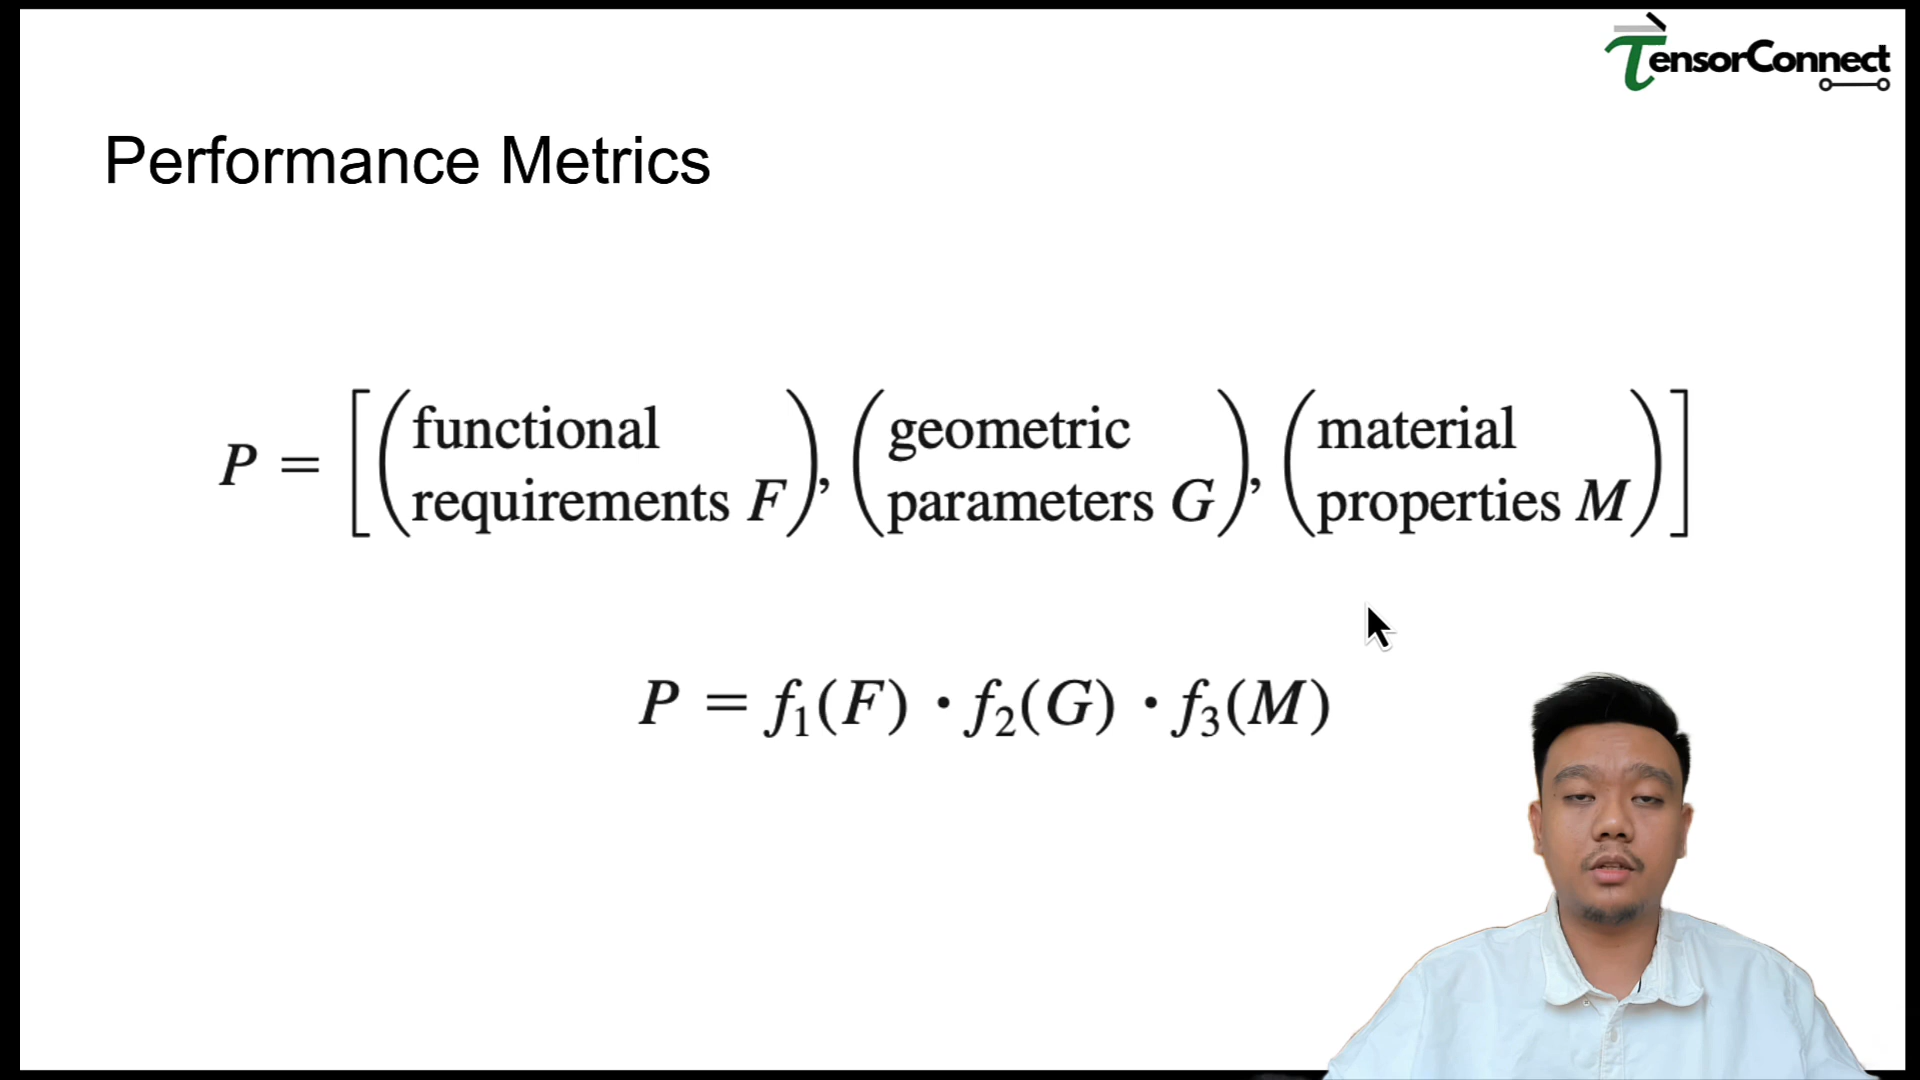 TensorConnect
Performance Metrics
P = [(functional requirements F), (geometric parameters G), (material properties M)]
P = f₁(F) · f₂(G) · f₃(M)